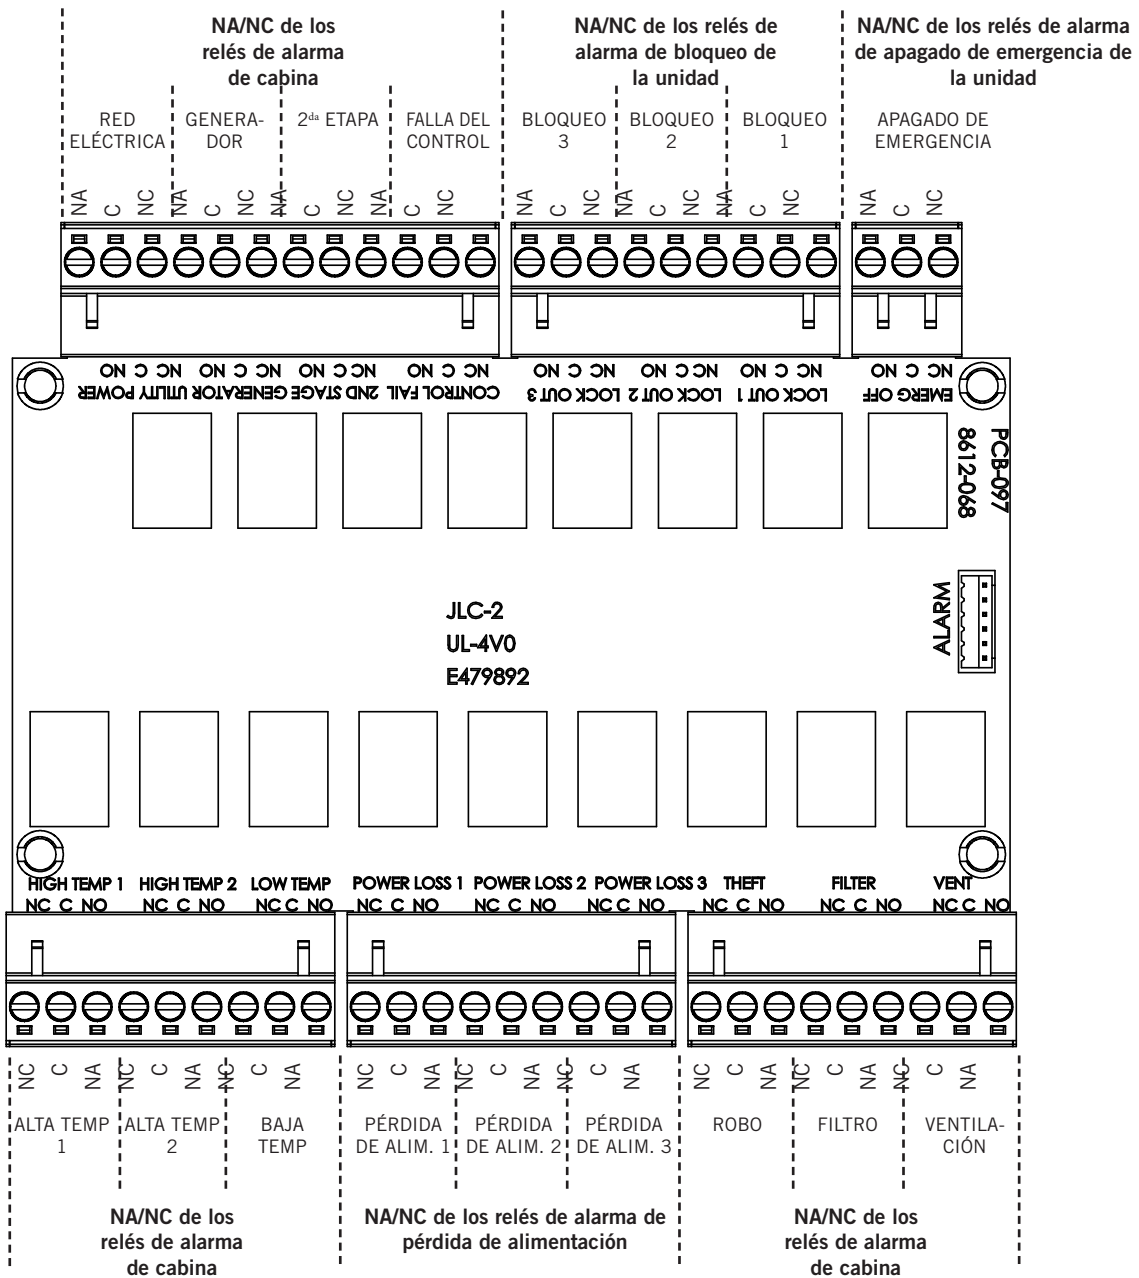 NA/NC de los
relés de alarma
de cabina
NA/NC de los relés de
alarma de bloqueo de
la unidad
NA/NC de los relés de alarma
de apagado de emergencia de
la unidad
RED
ELÉCTRICA
GENERA-
DOR
2da ETAPA
FALLA DEL
CONTROL
BLOQUEO
3
BLOQUEO
2
BLOQUEO
1
APAGADO DE
EMERGENCIA
NA C NC NA C NC NA C NC NA C NC
NA C NC NA C NC NA C NC
NA C NC
NO C NC NO C NC NO C NC NO C NC
NO C NC NO C NC NO C NC
NO C NC
UTILITY POWER
GENERATOR
2ND STAGE
CONTROL FAIL
LOCK OUT 3
LOCK OUT 2
LOCK OUT 1
EMERG OFF
PCB-097
8612-068
ALARM
JLC-2
UL-4V0
E479892
HIGH TEMP 1 HIGH TEMP 2 LOW TEMP POWER LOSS 1 POWER LOSS 2 POWER LOSS 3 THEFT FILTER VENT
NC C NO NC C NO NC C NO NC C NO NC C NO NC C NO NC C NO NC C NO NC C NO
NC C NA NC C NA NC C NA
NC C NA NC C NA NC C NA
NC C NA NC C NA NC C NA
ALTA TEMP
1
ALTA TEMP
2
BAJA
TEMP
PÉRDIDA
DE ALIM. 1
PÉRDIDA
DE ALIM. 2
PÉRDIDA
DE ALIM. 3
ROBO
FILTRO
VENTILA-
CIÓN
NA/NC de los
relés de alarma
de cabina
NA/NC de los relés de alarma de
pérdida de alimentación
NA/NC de los
relés de alarma
de cabina